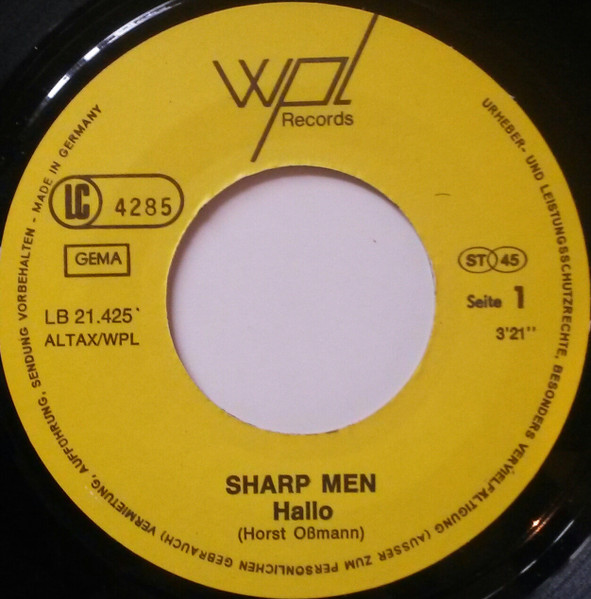 wpl
Records
LC 4285
GEMA
LB 21.425
ALTAX/WPL
ST 45
Seite 1
3'21"
SHARP MEN
Hallo
(Horst Oßmann)
URHEBER- UND LEISTUNGSSCHUTZRECHTE, BESONDERS VERVIELFÄLTIGUNG (AUSSER ZUM PERSÖNLICHEN GEBRAUCH) VERMIETUNG, AUFFÜHRUNG, SENDUNG VORBEHALTEN - MADE IN GERMANY